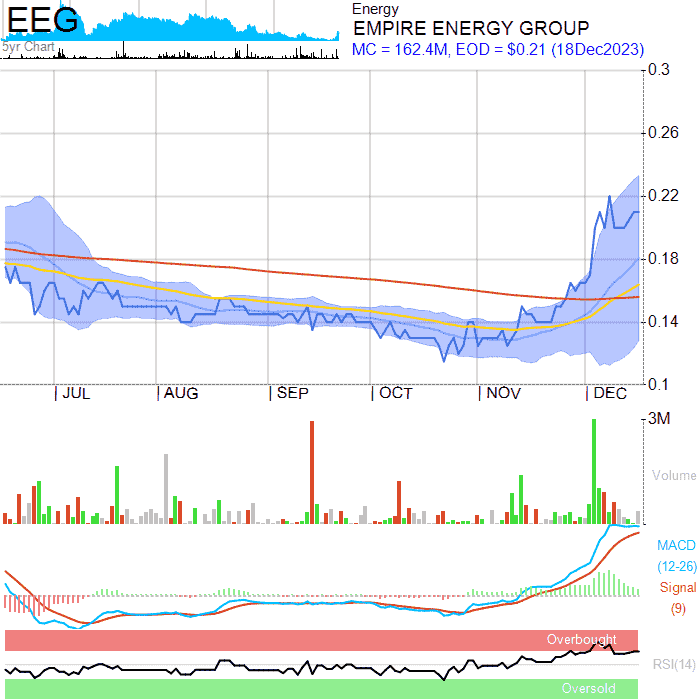 EEG
5yr Chart
Energy
EMPIRE ENERGY GROUP
MC = 162.4M, EOD = $0.21 (18Dec2023)
0.3
0.26
0.22
0.18
0.14
0.1
JUL AUG SEP OCT NOV DEC
3M
Volume
MACD
(12-26)
Signal
(9)
Overbought
RSI(14)
Oversold